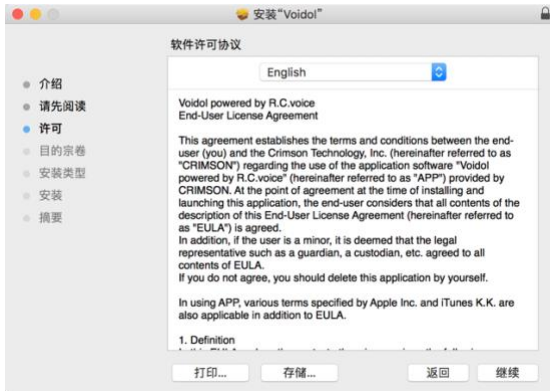 安装“Voidol”
软件许可协议
English
介绍
请先阅读
许可
目的宗卷
安装类型
安装
摘要
Voidol powered by R.C.voice
End-User License Agreement
This agreement establishes the terms and conditions between the end-
user (you) and the Crimson Technology, Inc. (hereinafter referred to as
"CRIMSON") regarding the use of the application software "Voidol
powered by R.C.voice" (hereinafter referred to as "APP") provided by
CRIMSON. At the point of agreement at the time of installing and
launching this application, the end-user considers that all contents of the
description of this End-User License Agreement (hereinafter referred to
as "EULA") is agreed.
In addition, if the user is a minor, it is deemed that the legal
representative such as a guardian, a custodian, etc. agreed to all
contents of EULA.
If you do not agree, you should delete this application by yourself.
In using APP, various terms specified by Apple Inc. and iTunes K.K. are
also applicable in addition to EULA.
1. Definition
打印...
存储...
返回
继续